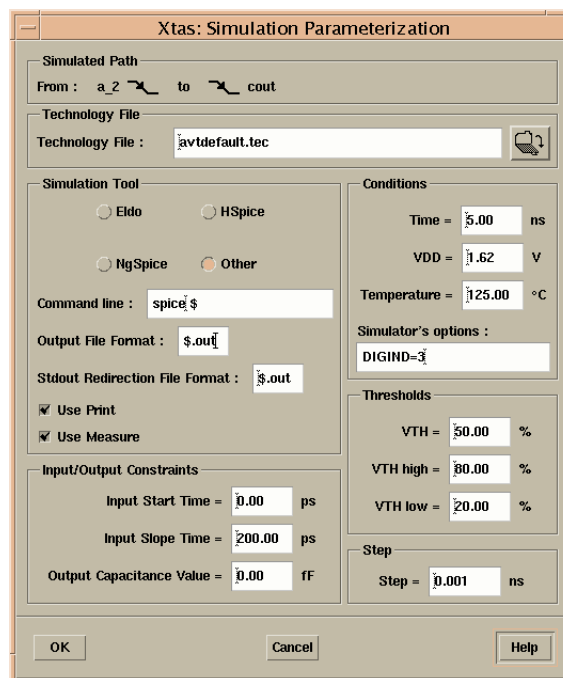 Xtas: Simulation Parameterization
Simulated Path
From : a_2 to cout
Technology File
Technology File : avtdefault.tec
Simulation Tool
Eldo HSpice
NgSpice Other
Command line : spice $
Output File Format : $.out
Stdout Redirection File Format : $.out
Use Print
Use Measure
Input/Output Constraints
Input Start Time = 0.00 ps
Input Slope Time = 200.00 ps
Output Capacitance Value = 0.00 fF
Conditions
Time = 5.00 ns
VDD = 1.62 V
Temperature = 125.00 °C
Simulator's options :
DIGIND=3
Thresholds
VTH = 50.00 %
VTH high = 80.00 %
VTH low = 20.00 %
Step
Step = 0.001 ns
OK Cancel Help